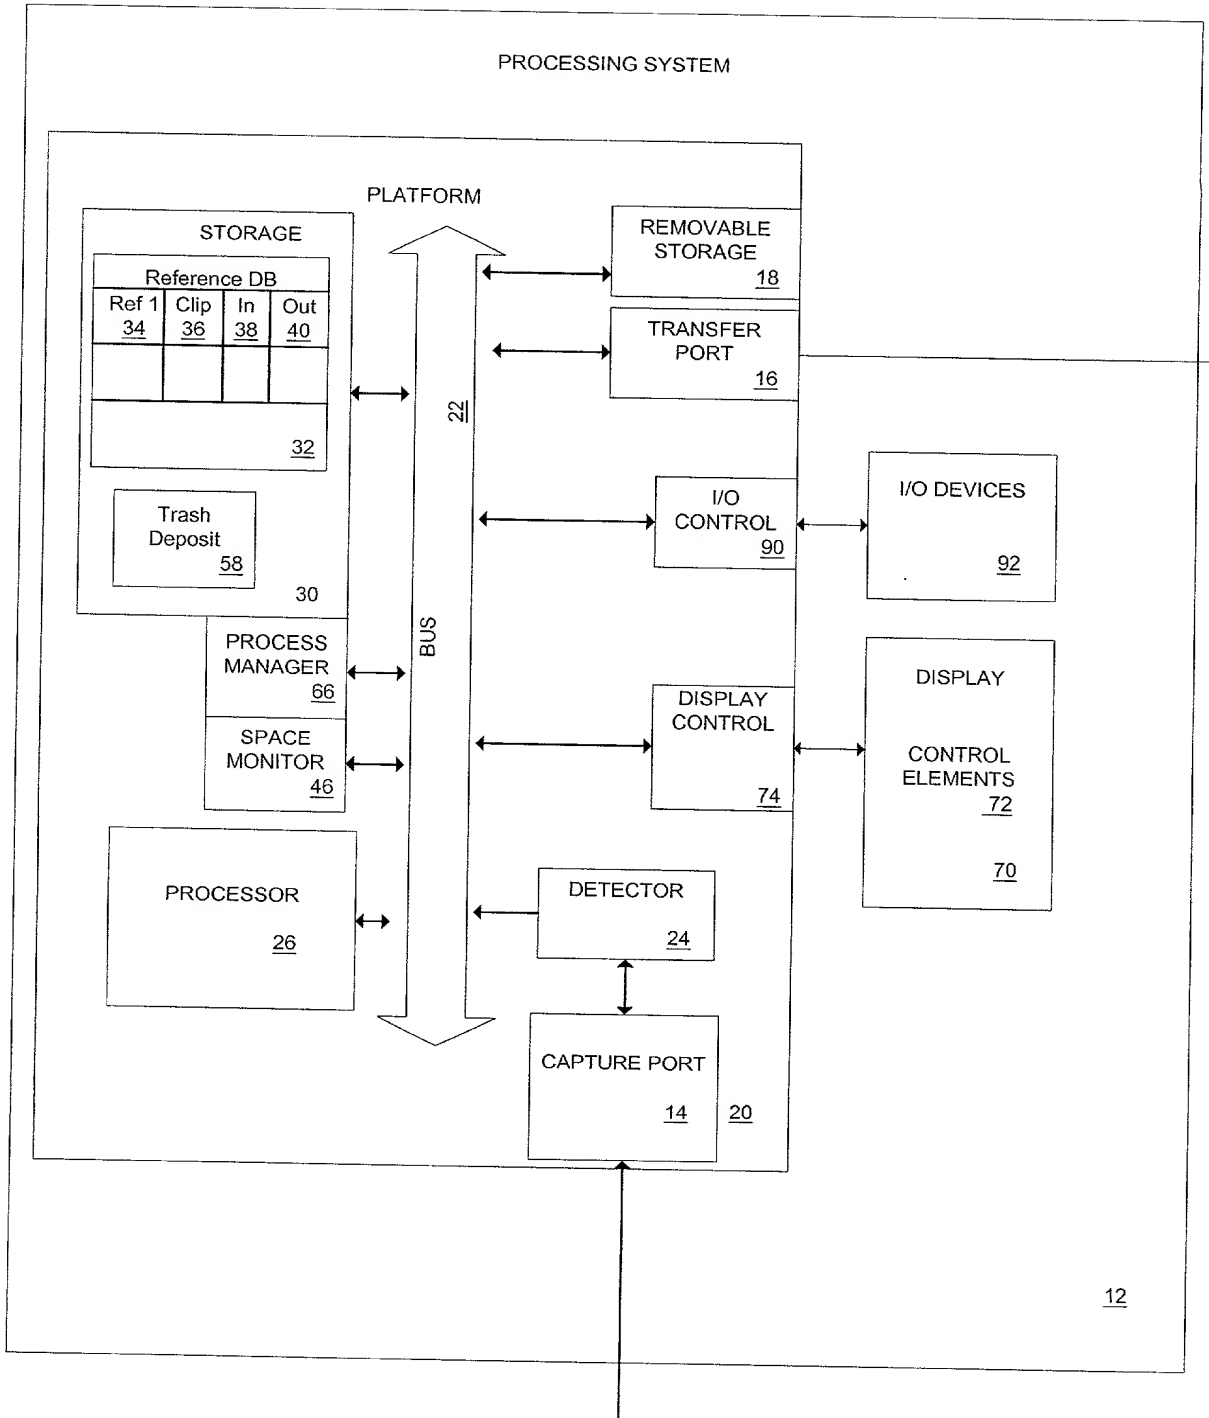 PROCESSING SYSTEM
PLATFORM
STORAGE
Reference DB
Ref 1 Clip In Out
34 36 38 40
32
Trash
Deposit
58
30
PROCESS
MANAGER
66
SPACE
MONITOR
46
PROCESSOR
26
22
BUS
REMOVABLE
STORAGE
18
TRANSFER
PORT
16
I/O
CONTROL
90
I/O DEVICES
92
DISPLAY
CONTROL
74
DISPLAY
CONTROL
ELEMENTS
72
70
DETECTOR
24
CAPTURE PORT
14
20
12